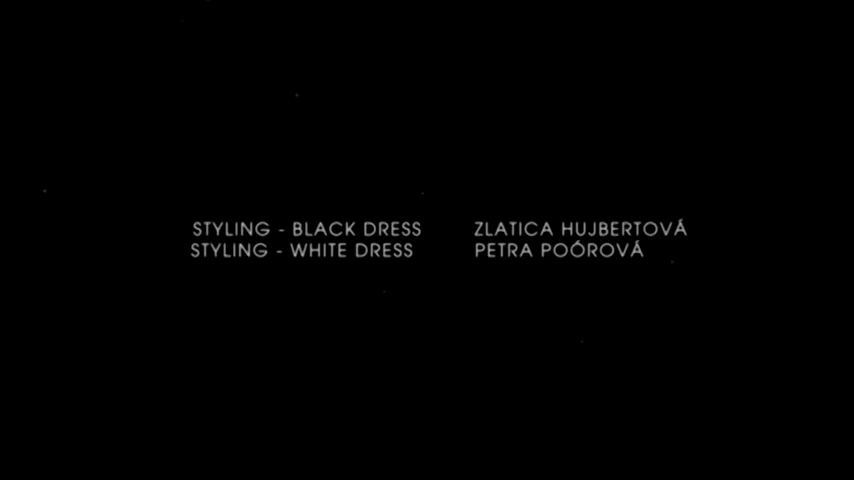 STYLING - BLACK DRESS ZLATICA HUJBERTOVÁ
STYLING - WHITE DRESS PETRA POÓROVÁ